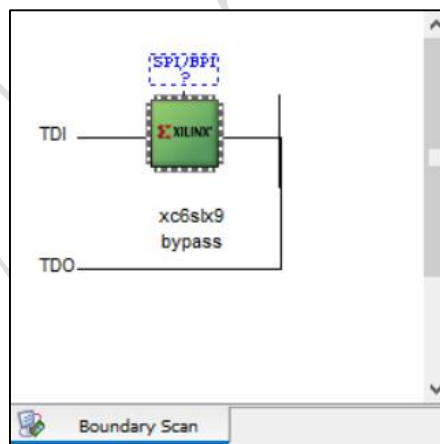 SPI/BPI
?
TDI
XILINX
xc6slx9
bypass
TDO
Boundary Scan